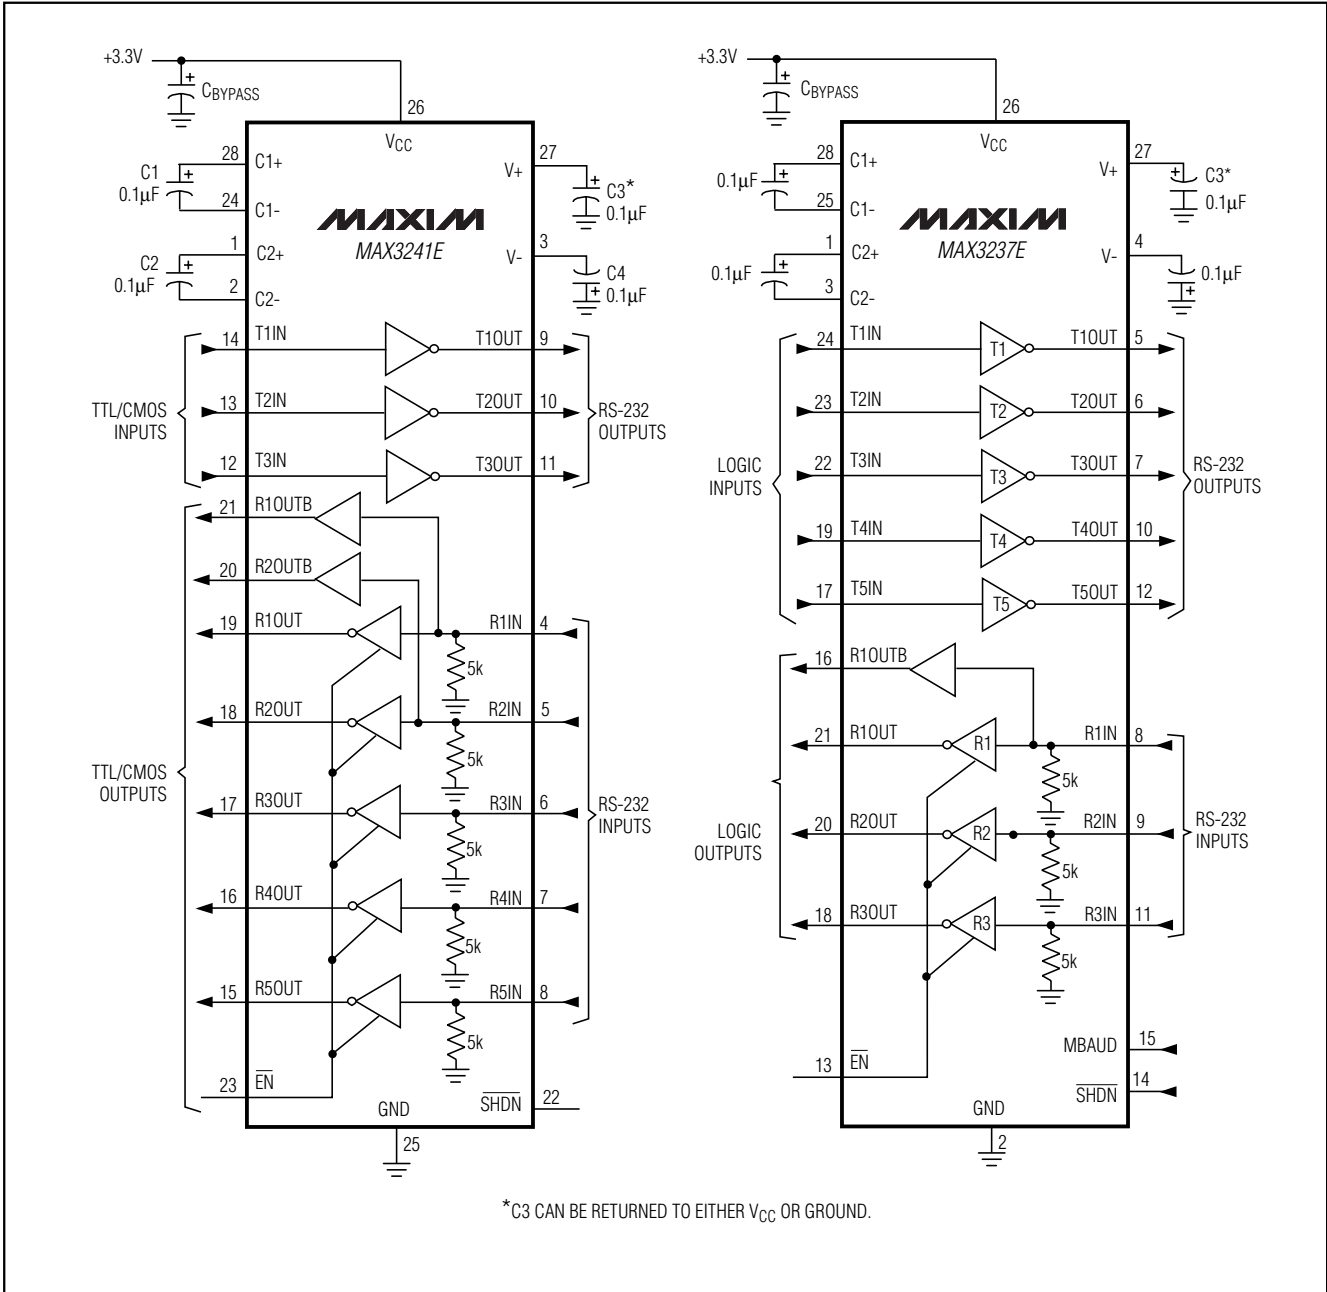 +3.3V
CBYPASS
26
VCC
28
C1+
C1
0.1µF
24
C1-
1
C2+
C2
0.1µF
2
C2-
27
V+
C3*
0.1µF
3
V-
C4
0.1µF
MAXIM
MAX3241E
14
T1IN
T1OUT
9
13
T2IN
T2OUT
10
12
T3IN
T3OUT
11
TTL/CMOS
INPUTS
RS-232
OUTPUTS
21
R1OUTB
20
R2OUTB
19
R1OUT
R1IN
4
5k
18
R2OUT
R2IN
5
5k
17
R3OUT
R3IN
6
5k
16
R4OUT
R4IN
7
5k
15
R5OUT
R5IN
8
5k
TTL/CMOS
OUTPUTS
RS-232
INPUTS
23
EN
SHDN
22
GND
25
+3.3V
CBYPASS
26
VCC
28
C1+
0.1µF
25
C1-
1
C2+
0.1µF
3
C2-
27
V+
C3*
0.1µF
4
V-
0.1µF
MAXIM
MAX3237E
24
T1IN
T1
T1OUT
5
23
T2IN
T2
T2OUT
6
22
T3IN
T3
T3OUT
7
19
T4IN
T4
T4OUT
10
17
T5IN
T5
T5OUT
12
LOGIC
INPUTS
RS-232
OUTPUTS
16
R1OUTB
21
R1OUT
R1
R1IN
8
5k
20
R2OUT
R2
R2IN
9
5k
18
R3OUT
R3
R3IN
11
5k
LOGIC
OUTPUTS
RS-232
INPUTS
MBAUD
15
13
EN
SHDN
14
GND
2
*C3 CAN BE RETURNED TO EITHER VCC OR GROUND.